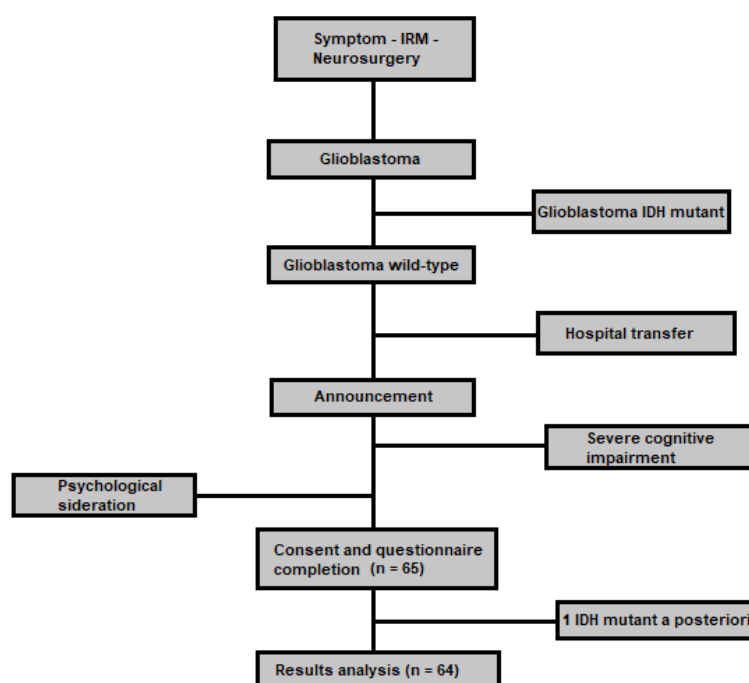 Symptom - IRM -
Neurosurgery
Glioblastoma
Glioblastoma IDH mutant
Glioblastoma wild-type
Hospital transfer
Announcement
Severe cognitive
impairment
Psychological
sideration
Consent and questionnaire
completion (n = 65)
1 IDH mutant a posteriori
Results analysis (n = 64)